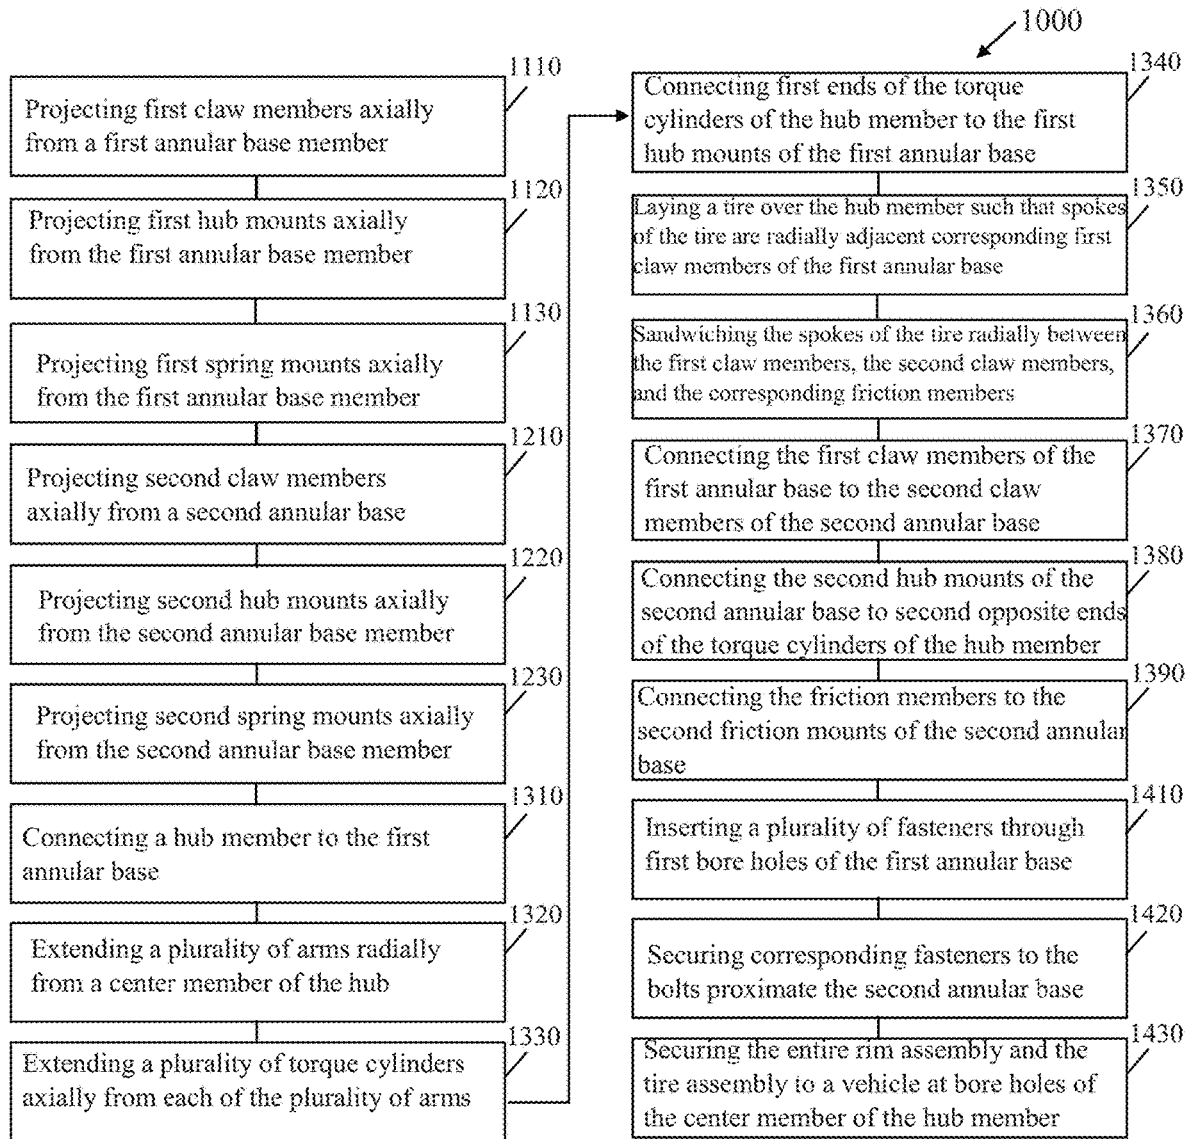 1000
1110
Projecting first claw members axially
from a first annular base member
1120
Projecting first hub mounts axially
from the first annular base member
1130
Projecting first spring mounts axially
from the first annular base member
1210
Projecting second claw members
axially from a second annular base
1220
Projecting second hub mounts axially
from the second annular base member
1230
Projecting second spring mounts axially
from the second annular base member
1310
Connecting a hub member to the first
annular base
1320
Extending a plurality of arms radially
from a center member of the hub
1330
Extending a plurality of torque cylinders
axially from each of the plurality of arms
1340
Connecting first ends of the torque
cylinders of the hub member to the first
hub mounts of the first annular base
1350
Laying a tire over the hub member such that spokes
of the tire are radially adjacent corresponding first
claw members of the first annular base
1360
Sandwiching the spokes of the tire radially between
the first claw members, the second claw members,
and the corresponding friction members
1370
Connecting the first claw members of the
first annular base to the second claw
members of the second annular base
1380
Connecting the second hub mounts of the
second annular base to second opposite ends
of the torque cylinders of the hub member
1390
Connecting the friction members to the
second friction mounts of the second annular
base
1410
Inserting a plurality of fasteners through
first bore holes of the first annular base
1420
Securing corresponding fasteners to the
bolts proximate the second annular base
1430
Securing the entire rim assembly and the
tire assembly to a vehicle at bore holes of
the center member of the hub member